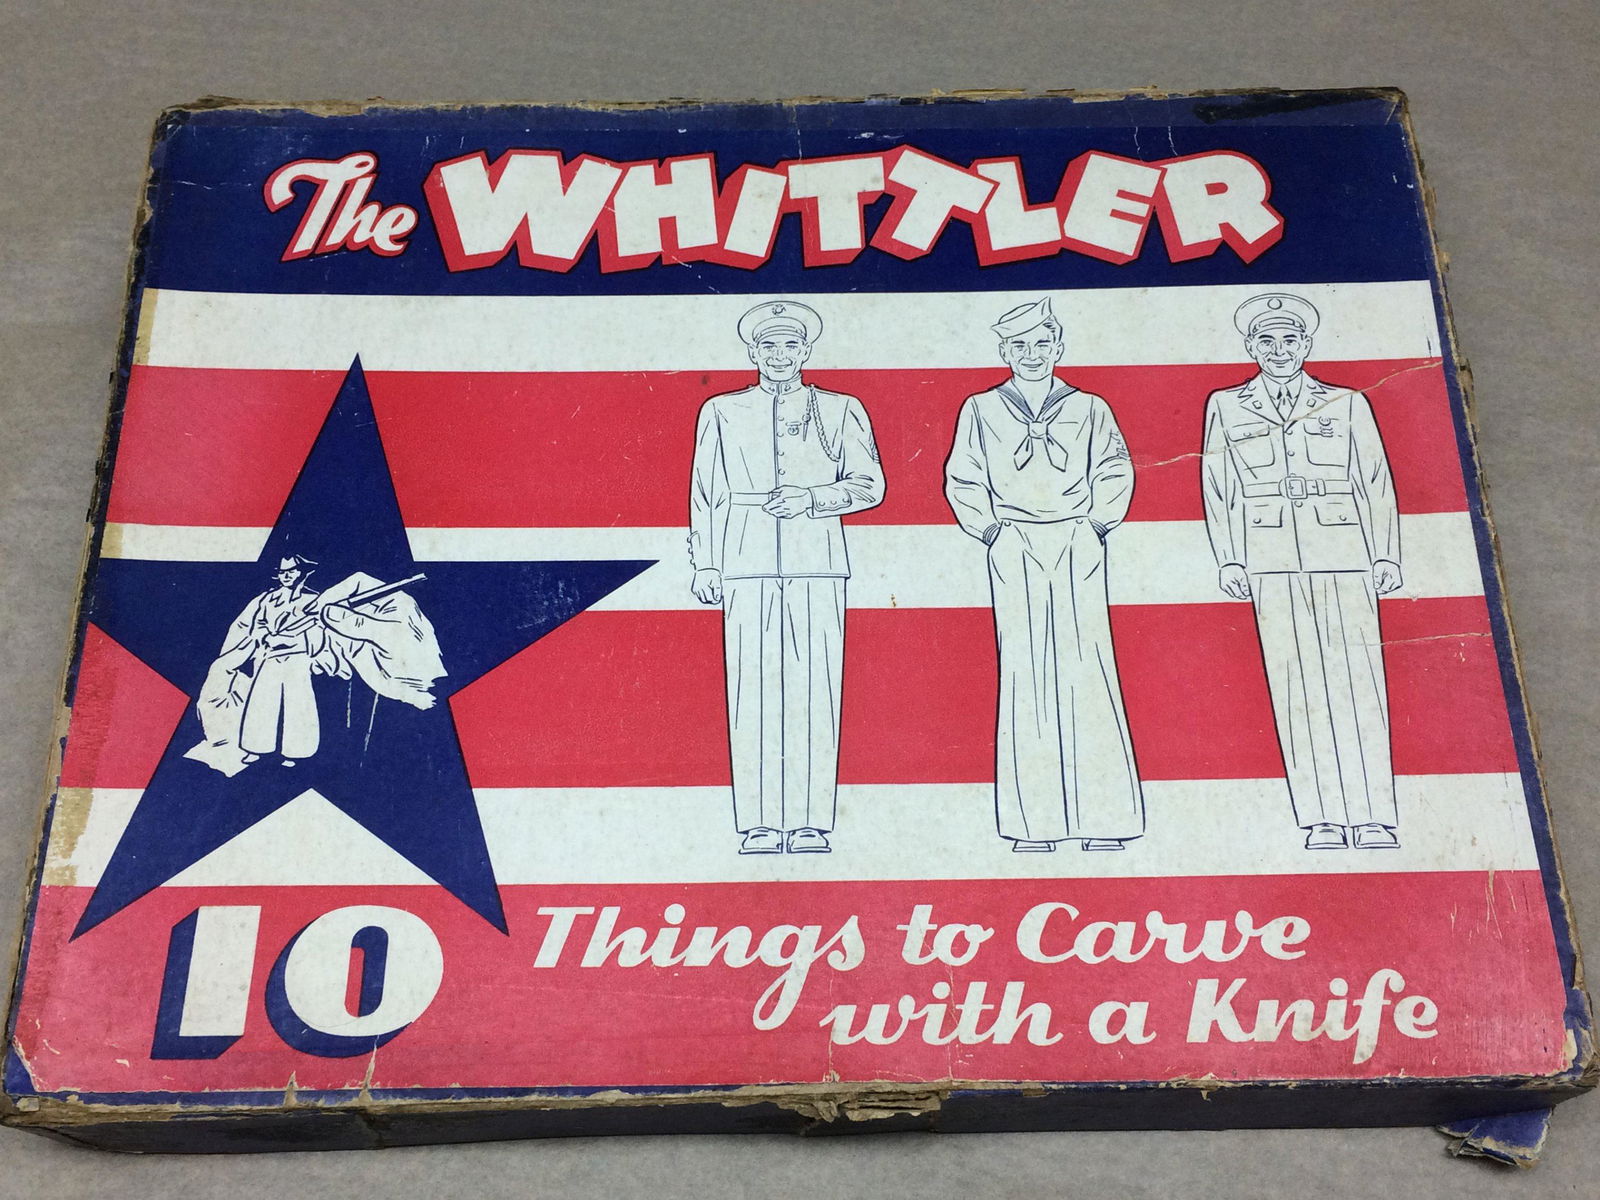 The WHITTLER
10 Things to Carve
with a Knife